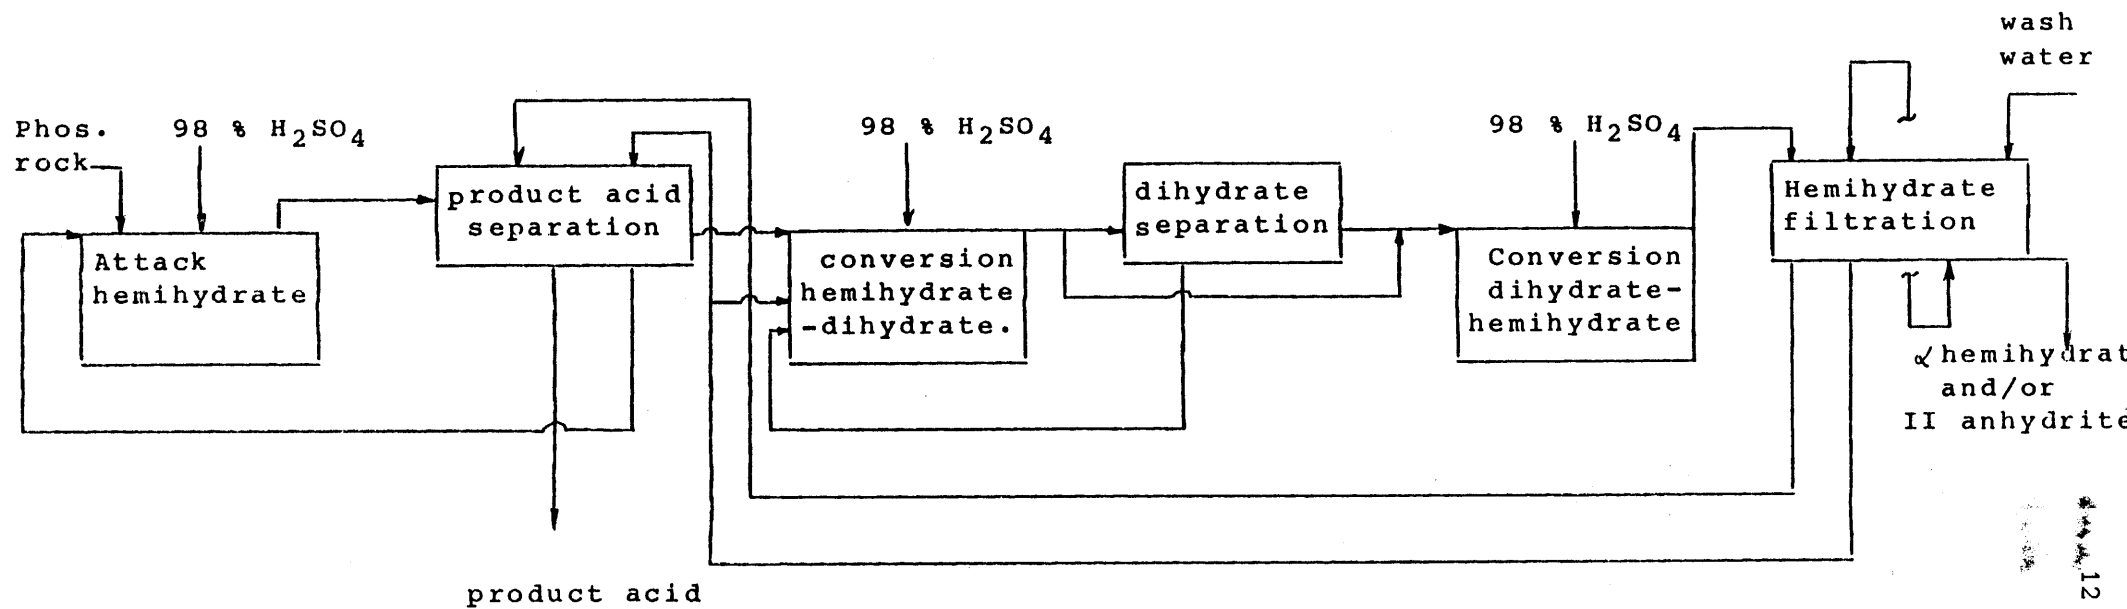 wash
water
Phos.
rock
98 % H2SO4
98 % H2SO4
98 % H2SO4
product acid
separation
dihydrate
separation
Hemihydrate
filtration
Attack
hemihydrate
conversion
hemihydrate
-dihydrate.
Conversion
dihydrate-
hemihydrate
α hemihydrat
and/or
II anhydrite
product acid
12